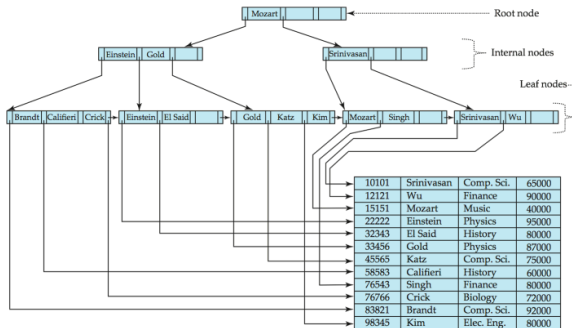 Mozart
Root node
Einstein Gold
Srinivasan
Internal nodes
Leaf nodes
Brandt Califieri Crick Einstein El Said Gold Katz Kim Mozart Singh Srinivasan Wu
10101 Srinivasan Comp. Sci. 65000
12121 Wu Finance 90000
15151 Mozart Music 40000
22222 Einstein Physics 95000
32343 El Said History 80000
33456 Gold Physics 87000
45565 Katz Comp. Sci. 75000
58583 Califieri History 60000
76543 Singh Finance 80000
76766 Crick Biology 72000
83821 Brandt Comp. Sci. 92000
98345 Kim Elec. Eng. 80000